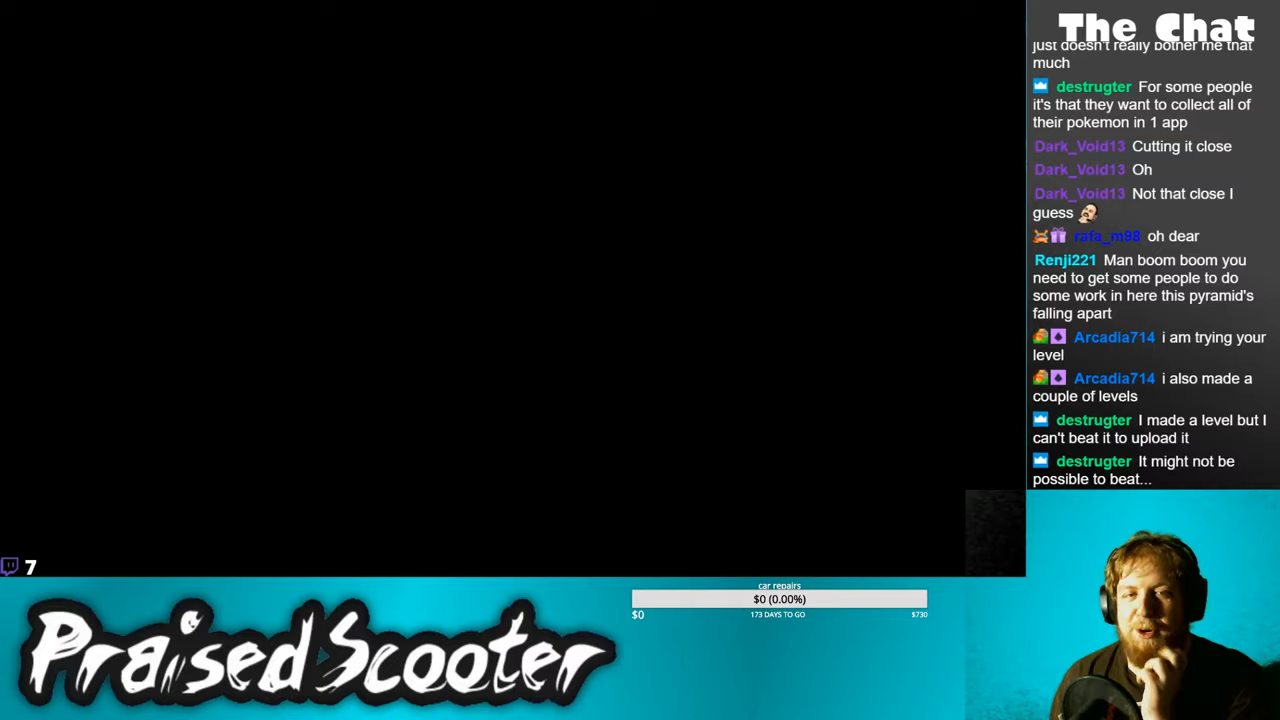 The Chat
just doesn't really bother me that
much
destrugter For some people
it's that they want to collect all of
their pokemon in 1 app
Dark_Void13 Cutting it close
Dark_Void13 Oh
Dark_Void13 Not that close I
guess
rafa_m98 oh dear
Renji221 Man boom boom you
need to get some people to do
some work in here this pyramid's
falling apart
Arcadia714 i am trying your
level
Arcadia714 i also made a
couple of levels
destrugter I made a level but I
can't beat it to upload it
destrugter It might not be
possible to beat...
7
car repairs
$0 (0.00%)
$0 173 DAYS TO GO $730
PraisedScooter